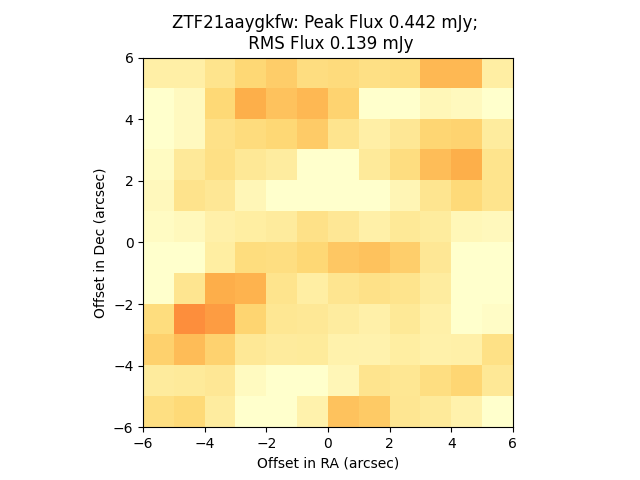 ZTF21aaygkfw: Peak Flux 0.442 mJy;
RMS Flux 0.139 mJy
6
4
2
0
−2
−4
−6
Offset in Dec (arcsec)
−6 −4 −2 0 2 4 6
Offset in RA (arcsec)